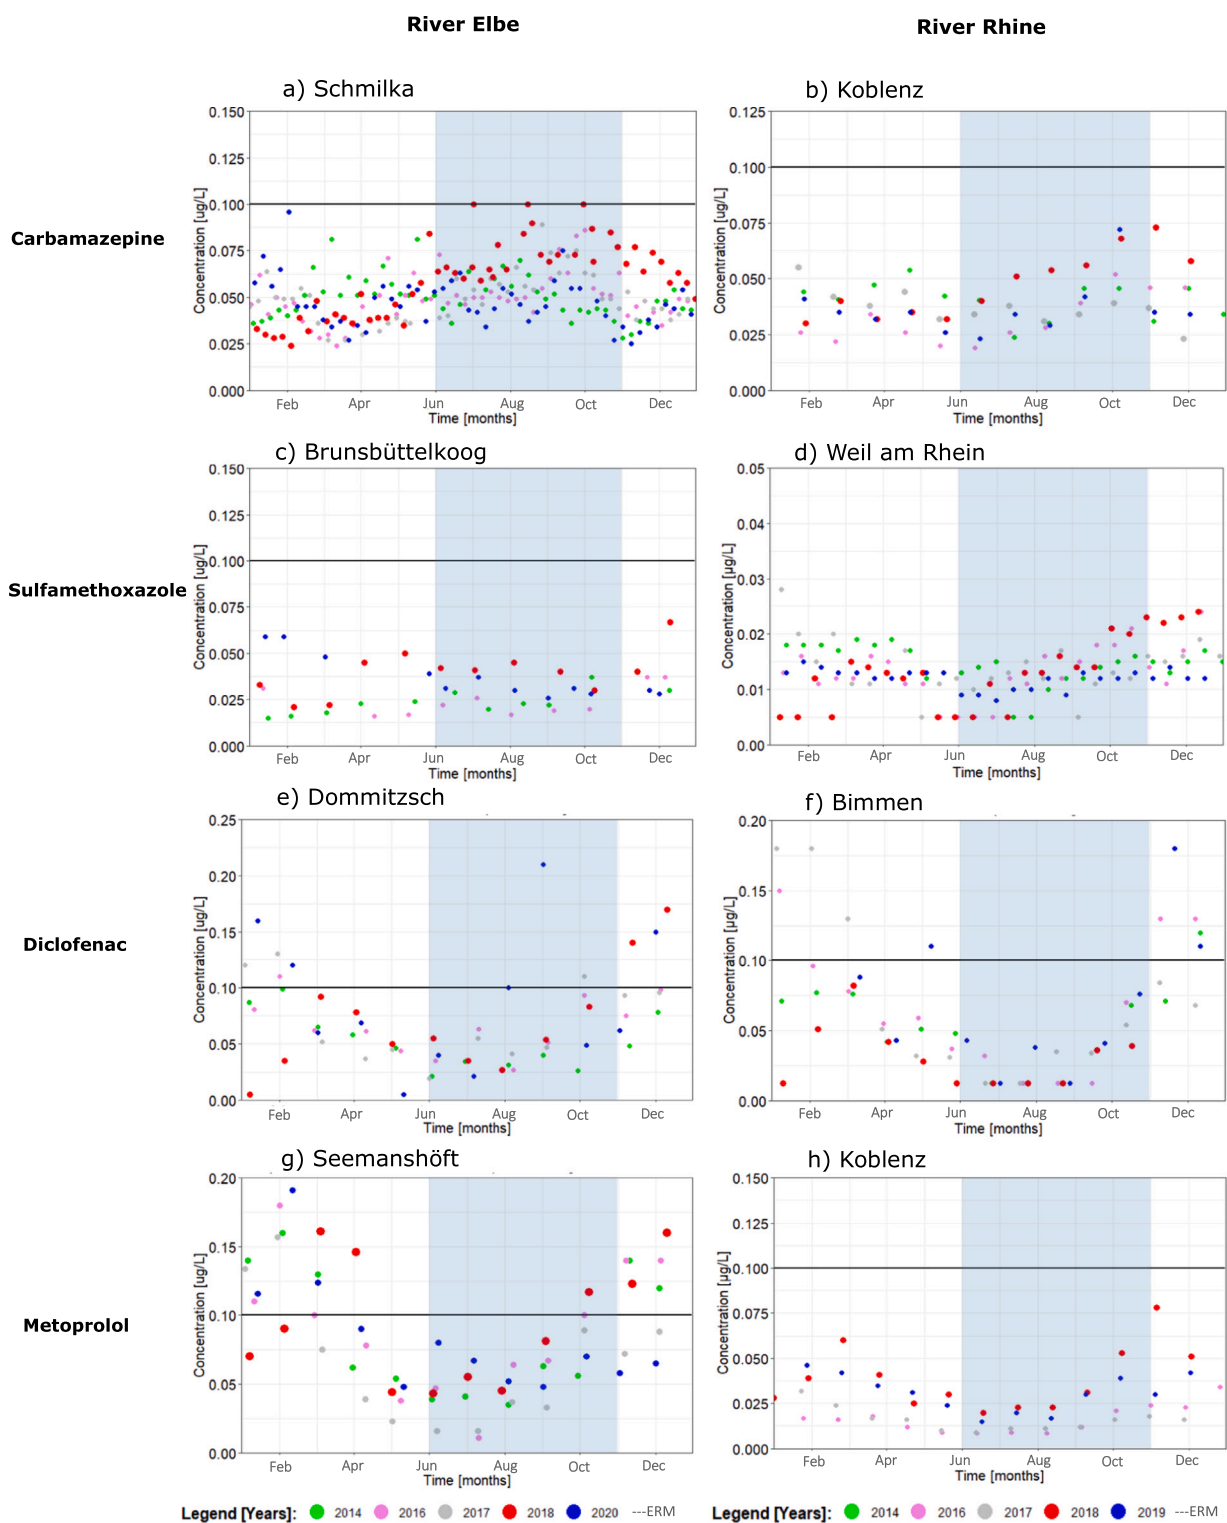 River Elbe
River Rhine
Carbamazepine
Sulfamethoxazole
Diclofenac
Metoprolol
a) Schmilka
0.150
0.125
0.100
0.075
0.050
0.025
0.000
Concentration [ug/L]
Feb Apr Jun Aug Oct Dec
Time [months]
b) Koblenz
0.125
0.100
0.075
0.050
0.025
0.000
Concentration [ug/L]
Feb Apr Jun Aug Oct Dec
Time [months]
c) Brunsbüttelkoog
0.150
0.125
0.100
0.075
0.050
0.025
0.000
Concentration [ug/L]
Feb Apr Jun Aug Oct Dec
Time [months]
d) Weil am Rhein
0.05
0.04
0.03
0.02
0.01
0.00
Concentration [ug/L]
Feb Apr Jun Aug Oct Dec
Time [months]
e) Dommitzsch
0.25
0.20
0.15
0.10
0.05
0.00
Concentration [ug/L]
Feb Apr Jun Aug Oct Dec
Time [months]
f) Bimmen
0.20
0.15
0.10
0.05
0.00
Concentration [µg/L]
Feb Apr Jun Aug Oct Dec
Time [months]
g) Seemanshöft
0.20
0.15
0.10
0.05
0.00
Concentration [ug/L]
Feb Apr Jun Aug Oct Dec
Time [months]
h) Koblenz
0.150
0.125
0.100
0.075
0.050
0.025
0.000
Concentration [µg/L]
Feb Apr Jun Aug Oct Dec
Time [months]
Legend [Years]: 2014 2016 2017 2018 2020 ---ERM
Legend [Years]: 2014 2016 2017 2018 2019 ---ERM